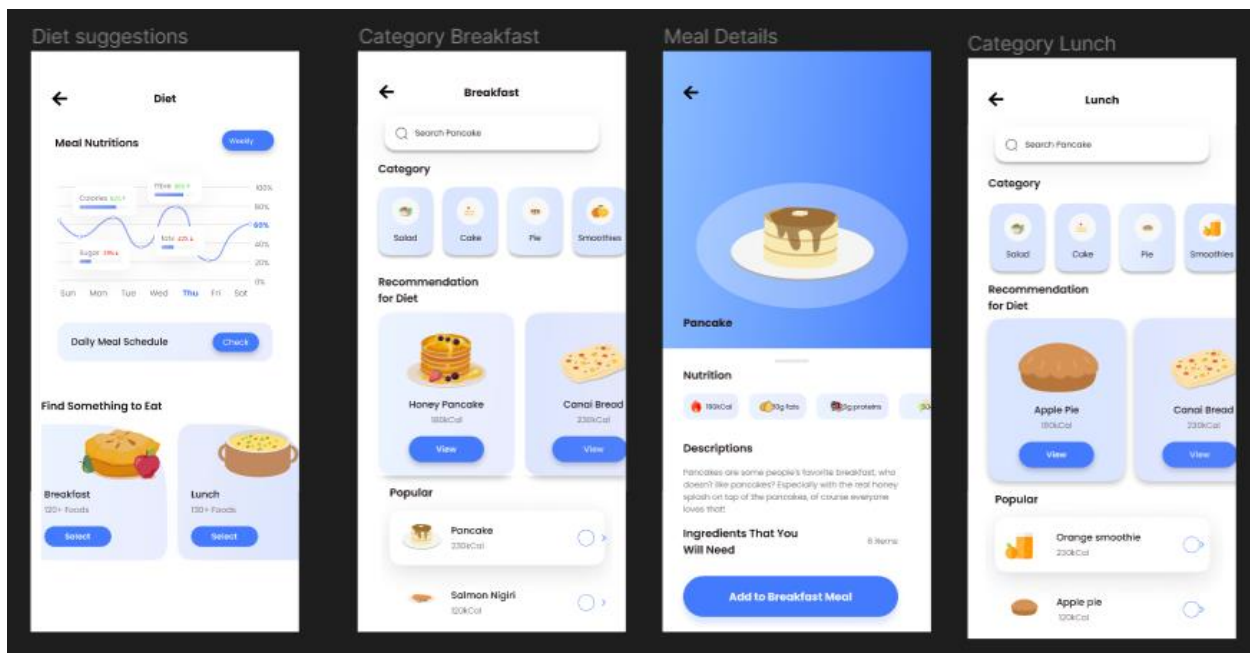 Diet suggestions
Diet
Meal Nutritions
Weekly
Calories
100%
80%
60%
Sugar
40%
20%
0%
Sun Mon Tue Wed Thu Fri Sat
Daily Meal Schedule
Check
Find Something to Eat
Breakfast
120+ Foods
Select
Lunch
130+ Foods
Select
Category Breakfast
Breakfast
Search Pancake
Category
Salad Cake Pie Smoothies
Recommendation
for Diet
Honey Pancake
180kCal
View
Canai Bread
230kCal
View
Popular
Pancake
230kCal
Salmon Nigiri
120kCal
Meal Details
Pancake
Nutrition
180kCal
30g fats
proteins
Descriptions
Pancakes are some people's favorite breakfast, who
doesn't like pancakes? Especially with the real honey
splash on top of the pancakes, of course everyone
loves that!
Ingredients That You
Will Need
6 items
Add to Breakfast Meal
Category Lunch
Lunch
Search Pancake
Category
Salad Cake Pie Smoothies
Recommendation
for Diet
Apple Pie
180kCal
View
Canai Bread
230kCal
View
Popular
Orange smoothie
230kCal
Apple pie
120kCal